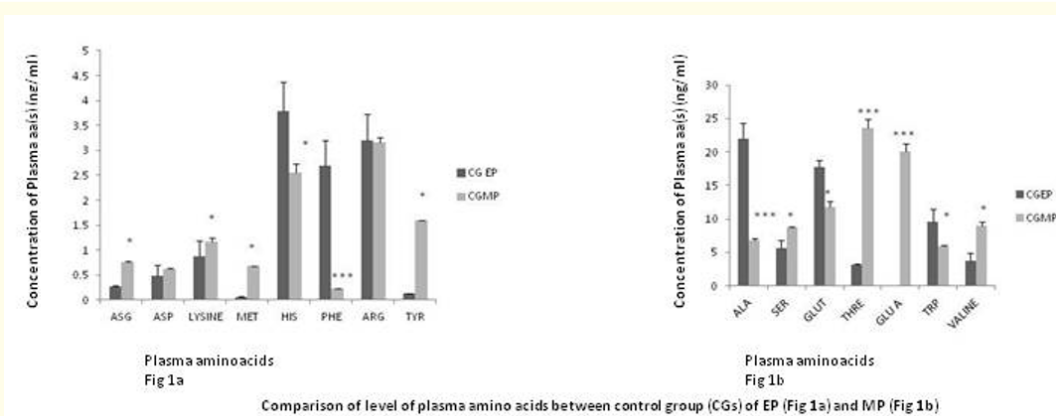 Concentration of Plasma aa(s) (ng/ml)
5
4.5
4
3.5
3
2.5
2
1.5
1
0.5
0
*
*
*
*
***
*
ASG ASP LYSINE MET HIS PHE ARG TYR
CG EP
CGMP
Plasma aminoacids
Fig 1a
Concentration of Plasma aa(s) (ng/ml)
30
25
20
15
10
5
0
***
*
*
***
***
*
*
ALA SER GLUT THRE GLU A TRP VALINE
CGEP
CGMP
Plasma aminoacids
Fig 1b
Comparison of level of plasma amino acids between control group (CGs) of EP (Fig 1a) and MP (Fig 1b)